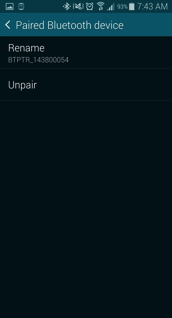 93% 7:43 AM
Paired Bluetooth device
Rename
BTPTR_143800054
Unpair